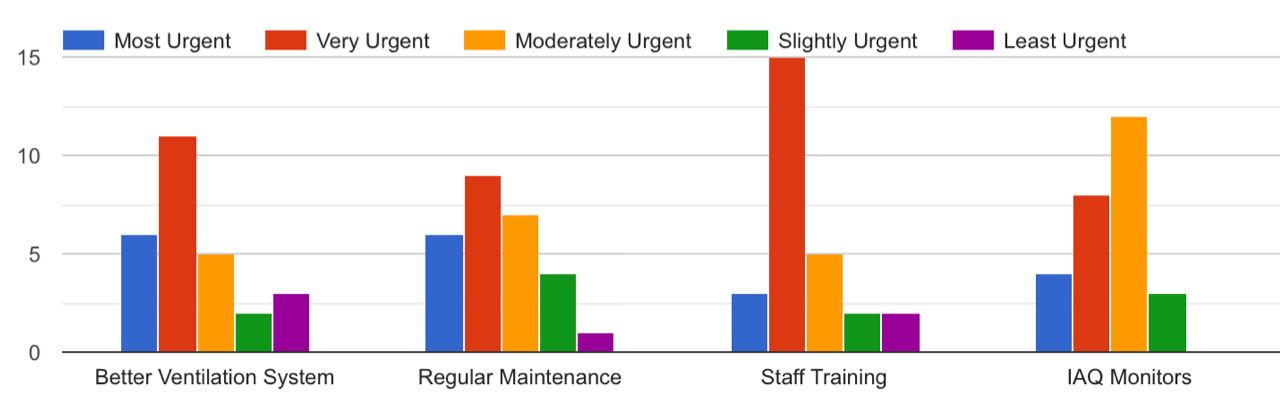 Most Urgent Very Urgent Moderately Urgent Slightly Urgent Least Urgent
15
10
5
0
Better Ventilation System Regular Maintenance Staff Training IAQ Monitors